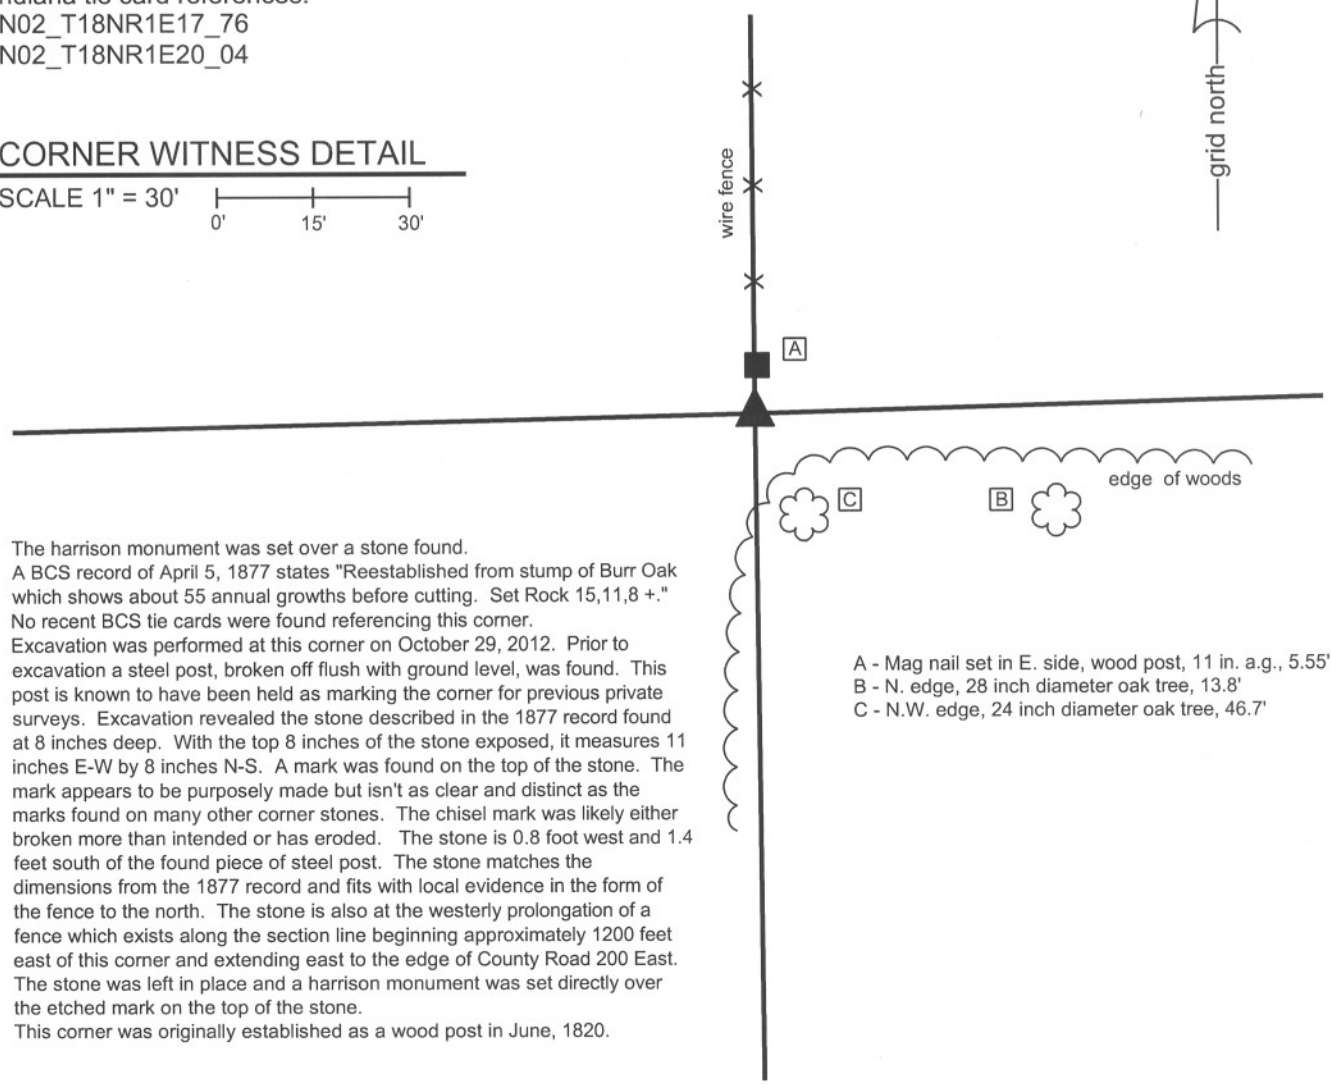 N02_T18NR1E17_76
N02_T18NR1E20_04
CORNER WITNESS DETAIL
SCALE 1" = 30'
0' 15' 30'
wire fence
grid north
A
C
B
edge of woods
The harrison monument was set over a stone found.
A BCS record of April 5, 1877 states "Reestablished from stump of Burr Oak
which shows about 55 annual growths before cutting. Set Rock 15,11,8 +."
No recent BCS tie cards were found referencing this corner.
Excavation was performed at this corner on October 29, 2012. Prior to
excavation a steel post, broken off flush with ground level, was found. This
post is known to have been held as marking the corner for previous private
surveys. Excavation revealed the stone described in the 1877 record found
at 8 inches deep. With the top 8 inches of the stone exposed, it measures 11
inches E-W by 8 inches N-S. A mark was found on the top of the stone. The
mark appears to be purposely made but isn't as clear and distinct as the
marks found on many other corner stones. The chisel mark was likely either
broken more than intended or has eroded. The stone is 0.8 foot west and 1.4
feet south of the found piece of steel post. The stone matches the
dimensions from the 1877 record and fits with local evidence in the form of
the fence to the north. The stone is also at the westerly prolongation of a
fence which exists along the section line beginning approximately 1200 feet
east of this corner and extending east to the edge of County Road 200 East.
The stone was left in place and a harrison monument was set directly over
the etched mark on the top of the stone.
This corner was originally established as a wood post in June, 1820.
A - Mag nail set in E. side, wood post, 11 in. a.g., 5.55'
B - N. edge, 28 inch diameter oak tree, 13.8'
C - N.W. edge, 24 inch diameter oak tree, 46.7'